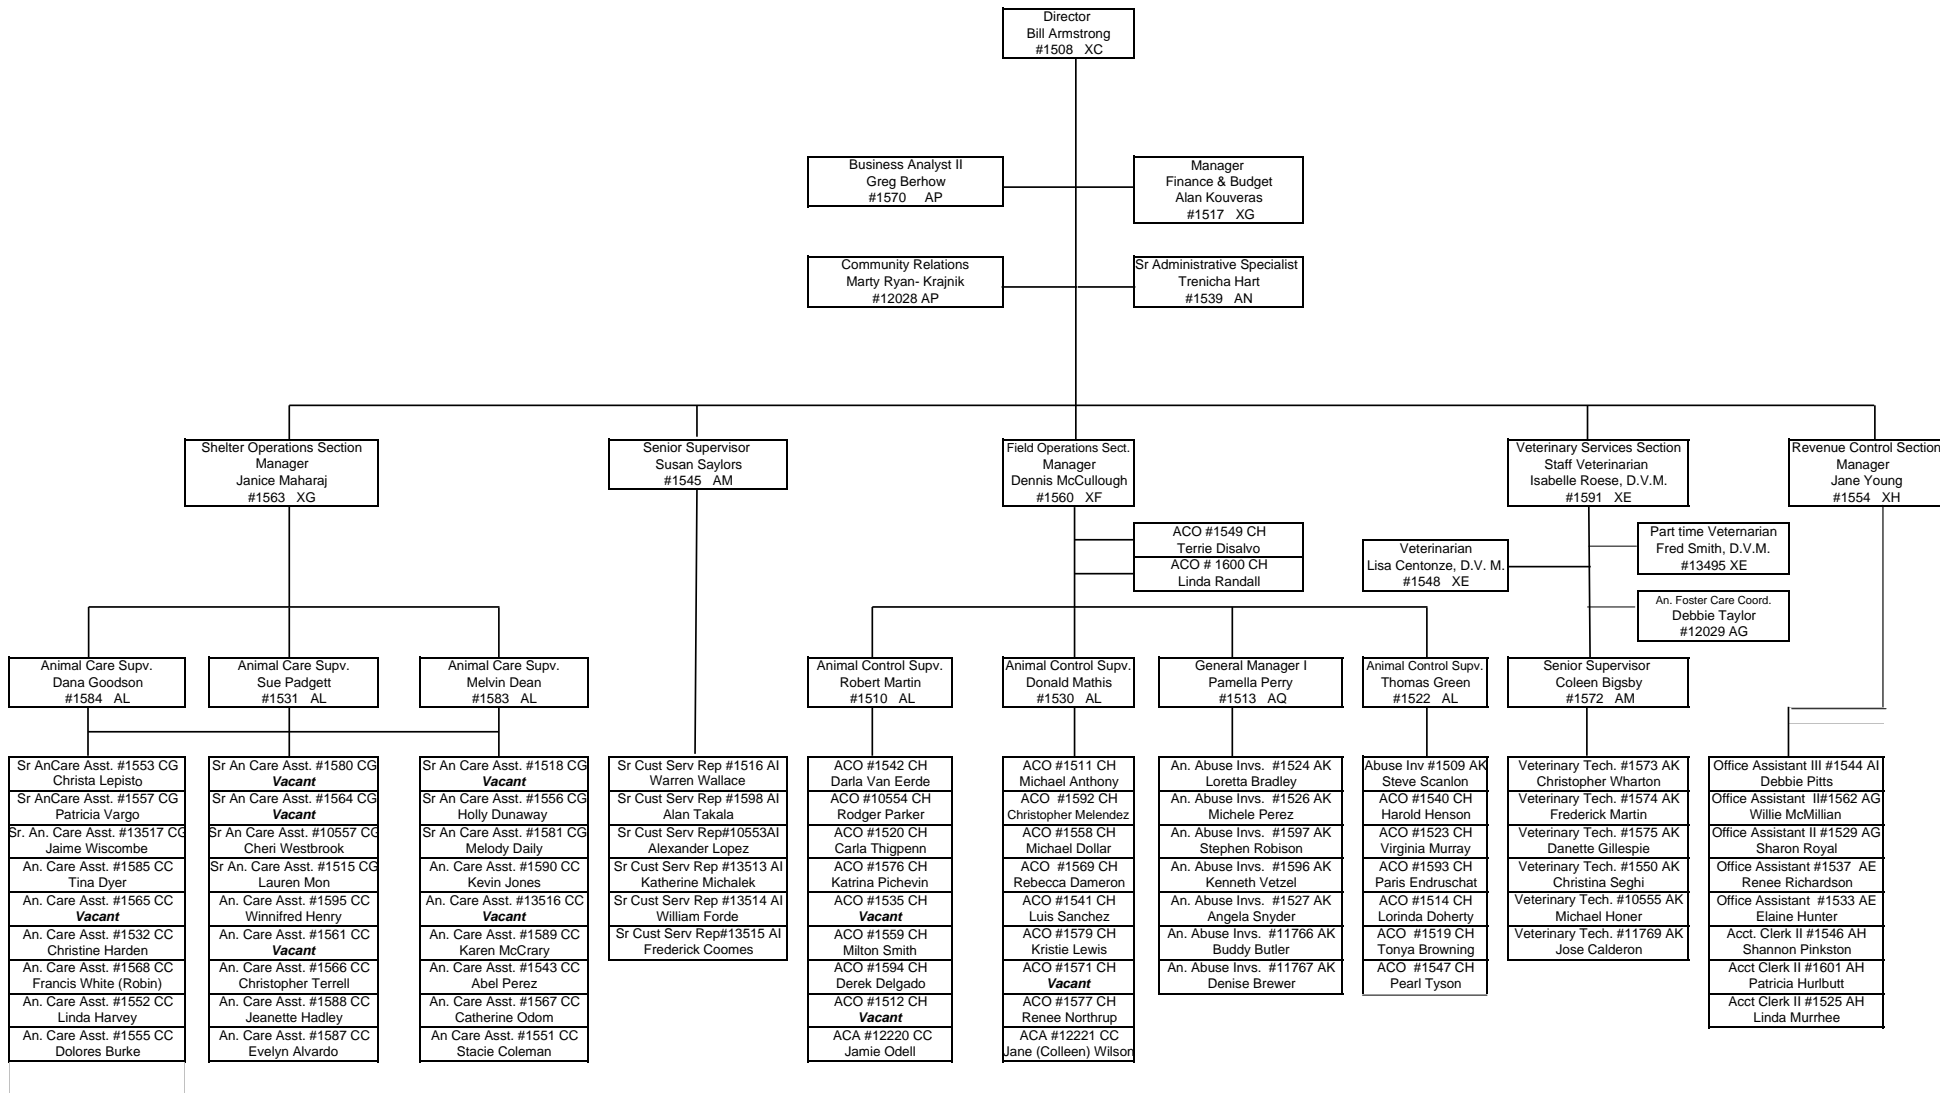 Director
Bill Armstrong
#1508 XC
Business Analyst II
Greg Berhow
#1570 AP
Manager
Finance & Budget
Alan Kouveras
#1517 XG
Community Relations
Marty Ryan- Krajnik
#12028 AP
Sr Administrative Specialist
Trenicha Hart
#1539 AN
Shelter Operations Section
Manager
Janice Maharaj
#1563 XG
Senior Supervisor
Susan Saylors
#1545 AM
Field Operations Sect.
Manager
Dennis McCullough
#1560 XF
Veterinary Services Section
Staff Veterinarian
Isabelle Roese, D.V.M.
#1591 XE
Revenue Control Section
Manager
Jane Young
#1554 XH
ACO #1549 CH
Terrie Disalvo
ACO # 1600 CH
Linda Randall
Veterinarian
Lisa Centonze, D.V. M.
#1548 XE
Part time Veternarian
Fred Smith, D.V.M.
#13495 XE
An. Foster Care Coord.
Debbie Taylor
#12029 AG
Animal Care Supv.
Dana Goodson
#1584 AL
Animal Care Supv.
Sue Padgett
#1531 AL
Animal Care Supv.
Melvin Dean
#1583 AL
Animal Control Supv.
Robert Martin
#1510 AL
Animal Control Supv.
Donald Mathis
#1530 AL
General Manager I
Pamella Perry
#1513 AQ
Animal Control Supv.
Thomas Green
#1522 AL
Senior Supervisor
Coleen Bigsby
#1572 AM
Sr AnCare Asst. #1553 CG
Christa Lepisto
Sr AnCare Asst. #1557 CG
Patricia Vargo
Sr. An. Care Asst. #13517 CG
Jaime Wiscombe
An. Care Asst. #1585 CC
Tina Dyer
An. Care Asst. #1565 CC
Vacant
An. Care Asst. #1532 CC
Christine Harden
An. Care Asst. #1568 CC
Francis White (Robin)
An. Care Asst. #1552 CC
Linda Harvey
An. Care Asst. #1555 CC
Dolores Burke
Sr An Care Asst. #1580 CG
Vacant
Sr An Care Asst. #1564 CG
Vacant
Sr An Care Asst. #10557 CG
Cheri Westbrook
Sr An. Care Asst. #1515 CG
Lauren Mon
An. Care Asst. #1595 CC
Winnifred Henry
An. Care Asst. #1561 CC
Vacant
An. Care Asst. #1566 CC
Christopher Terrell
An. Care Asst. #1588 CC
Jeanette Hadley
An. Care Asst. #1587 CC
Evelyn Alvardo
Sr An Care Asst. #1518 CG
Vacant
Sr An Care Asst. #1556 CG
Holly Dunaway
Sr An Care Asst. #1581 CG
Melody Daily
An. Care Asst. #1590 CC
Kevin Jones
An. Care Asst. #13516 CC
Vacant
An. Care Asst. #1589 CC
Karen McCrary
An. Care Asst. #1543 CC
Abel Perez
An. Care Asst. #1567 CC
Catherine Odom
An Care Asst. #1551 CC
Stacie Coleman
Sr Cust Serv Rep #1516 AI
Warren Wallace
Sr Cust Serv Rep #1598 AI
Alan Takala
Sr Cust Serv Rep#10553AI
Alexander Lopez
Sr Cust Serv Rep #13513 AI
Katherine Michalek
Sr Cust Serv Rep #13514 AI
William Forde
Sr Cust Serv Rep#13515 AI
Frederick Coomes
ACO #1542 CH
Darla Van Eerde
ACO #10554 CH
Rodger Parker
ACO #1520 CH
Carla Thigpenn
ACO #1576 CH
Katrina Pichevin
ACO #1535 CH
Vacant
ACO #1559 CH
Milton Smith
ACO #1594 CH
Derek Delgado
ACO #1512 CH
Vacant
ACA #12220 CC
Jamie Odell
ACO #1511 CH
Michael Anthony
ACO #1592 CH
Christopher Melendez
ACO #1558 CH
Michael Dollar
ACO #1569 CH
Rebecca Dameron
ACO #1541 CH
Luis Sanchez
ACO #1579 CH
Kristie Lewis
ACO #1571 CH
Vacant
ACO #1577 CH
Renee Northrup
ACA #12221 CC
Jane (Colleen) Wilson
An. Abuse Invs. #1524 AK
Loretta Bradley
An. Abuse Invs. #1526 AK
Michele Perez
An. Abuse Invs. #1597 AK
Stephen Robison
An. Abuse Invs. #1596 AK
Kenneth Vetzel
An. Abuse Invs. #1527 AK
Angela Snyder
An. Abuse Invs. #11766 AK
Buddy Butler
An. Abuse Invs. #11767 AK
Denise Brewer
Abuse Inv #1509 AK
Steve Scanlon
ACO #1540 CH
Harold Henson
ACO #1523 CH
Virginia Murray
ACO #1593 CH
Paris Endruschat
ACO #1514 CH
Lorinda Doherty
ACO #1519 CH
Tonya Browning
ACO #1547 CH
Pearl Tyson
Veterinary Tech. #1573 AK
Christopher Wharton
Veterinary Tech. #1574 AK
Frederick Martin
Veterinary Tech. #1575 AK
Danette Gillespie
Veterinary Tech. #1550 AK
Christina Seghi
Veterinary Tech. #10555 AK
Michael Honer
Veterinary Tech. #11769 AK
Jose Calderon
Office Assistant III #1544 AI
Debbie Pitts
Office Assistant II#1562 AG
Willie McMillian
Office Assistant II #1529 AG
Sharon Royal
Office Assistant #1537 AE
Renee Richardson
Office Assistant #1533 AE
Elaine Hunter
Acct. Clerk II #1546 AH
Shannon Pinkston
Acct Clerk II #1601 AH
Patricia Hurlbutt
Acct Clerk II #1525 AH
Linda Murrhee